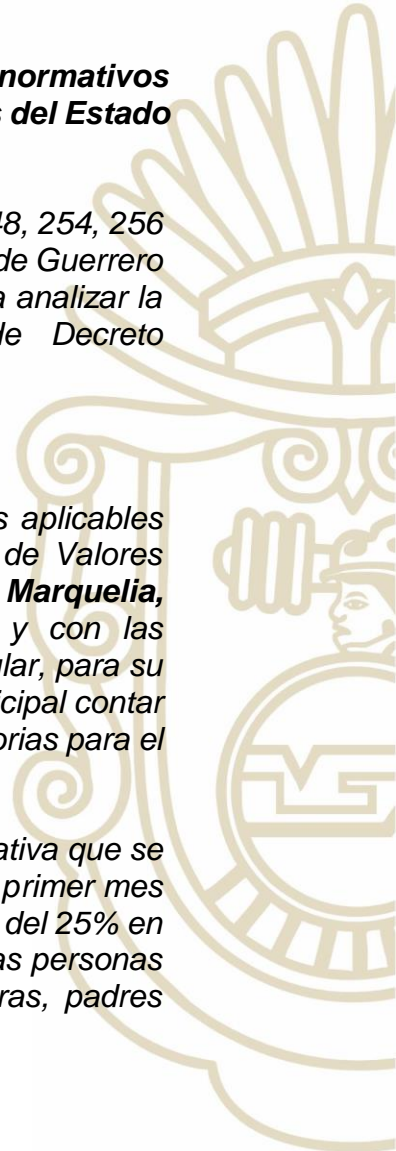 normativos
s del Estado
48, 254, 256
de Guerrero
a analizar la
de Decreto
s aplicables
de Valores
Marquelia,
y con las
ular, para su
icipal contar
orias para el
ativa que se
primer mes
del 25% en
as personas
ras, padres